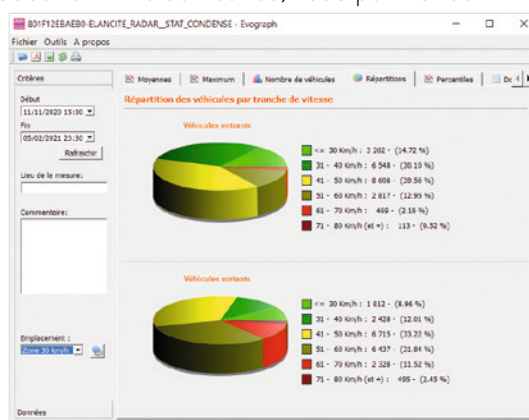 801F12EBAEB0-ELANCITE_RADAR__STAT_CONDENSE - Evograph
Fichier Outils A propos
Critères
Moyennes
Maximum
Nombre de véhicules
Répartitions
Percentiles
Début
11/11/2020 15:00
Fin
05/02/2021 23:30
Rafraichir
Lieu de la mesure:
Commentaire:
Emplacement :
Zone 30 km/h
Données
Répartition des véhicules par tranche de vitesse
Véhicules entrants
<= 30 Km/h : 3 202 - (14.72 %)
31 - 40 Km/h : 6 548 - (30.10 %)
41 - 50 Km/h : 8 608 - (39.56 %)
51 - 60 Km/h : 2 817 - (12.95 %)
61 - 70 Km/h : 469 - (2.16 %)
71 - 80 Km/h (et +) : 113 - (0.52 %)
Véhicules sortants
<= 30 Km/h : 1 812 - (8.96 %)
31 - 40 Km/h : 2 428 - (12.01 %)
41 - 50 Km/h : 6 715 - (33.22 %)
51 - 60 Km/h : 6 437 - (31.84 %)
61 - 70 Km/h : 2 328 - (11.52 %)
71 - 80 Km/h (et +) : 495 - (2.45 %)